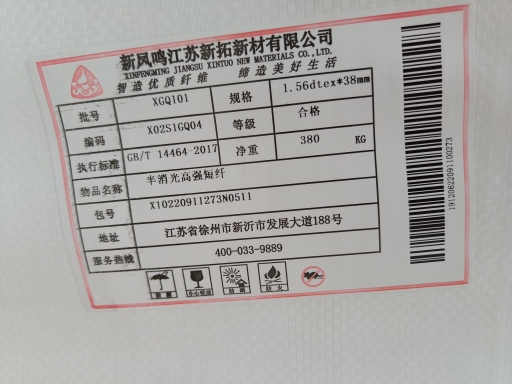 新凤鸣江苏新拓新材有限公司
XINFENGMING JIANGSU XINTUO NEW MATERIALS CO.,LTD.
智造优质纤维 缔造美好生活
批号 XGQ101 规格 1.56dtex*38mm
编码 X02S1GQ04 等级 合格
执行标准 GB/T 14464-2017 净重 380 KG
物品名称 半消光高强短纤
包号 X10220911273N0511
地址 江苏省徐州市新沂市发展大道188号
服务热线 400-033-9889
19120622091100273